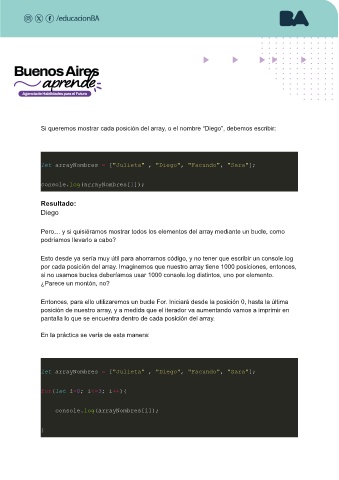 /educacionBA
BA
Buenos Aires
aprende
Agencia de Habilidades para el Futuro
Si queremos mostrar cada posición del array, o el nombre "Diego", debemos escribir:
let arrayNombres = ["Julieta" , "Diego", "Facundo", "Sara"];
console.log(arrayNombres[1]);
Resultado:
Diego
Pero... y si quisiéramos mostrar todos los elementos del array mediante un bucle, como
podríamos llevarlo a cabo?
Esto desde ya sería muy útil para ahorrarnos código, y no tener que escribir un console.log
por cada posición del array. Imaginemos que nuestro array tiene 1000 posiciones, entonces,
si no usamos bucles deberíamos usar 1000 console.log distintos, uno por elemento.
¿Parece un montón, no?
Entonces, para ello utilizaremos un bucle For. Iniciará desde la posición 0, hasta la última
posición de nuestro array, y a medida que el iterador va aumentando vamos a imprimir en
pantalla lo que se encuentra dentro de cada posición del array.
En la práctica se vería de esta manera:
let arrayNombres = ["Julieta" , "Diego", "Facundo", "Sara"];
for(let i=0; i<=3; i++){
console.log(arrayNombres[i]);
}